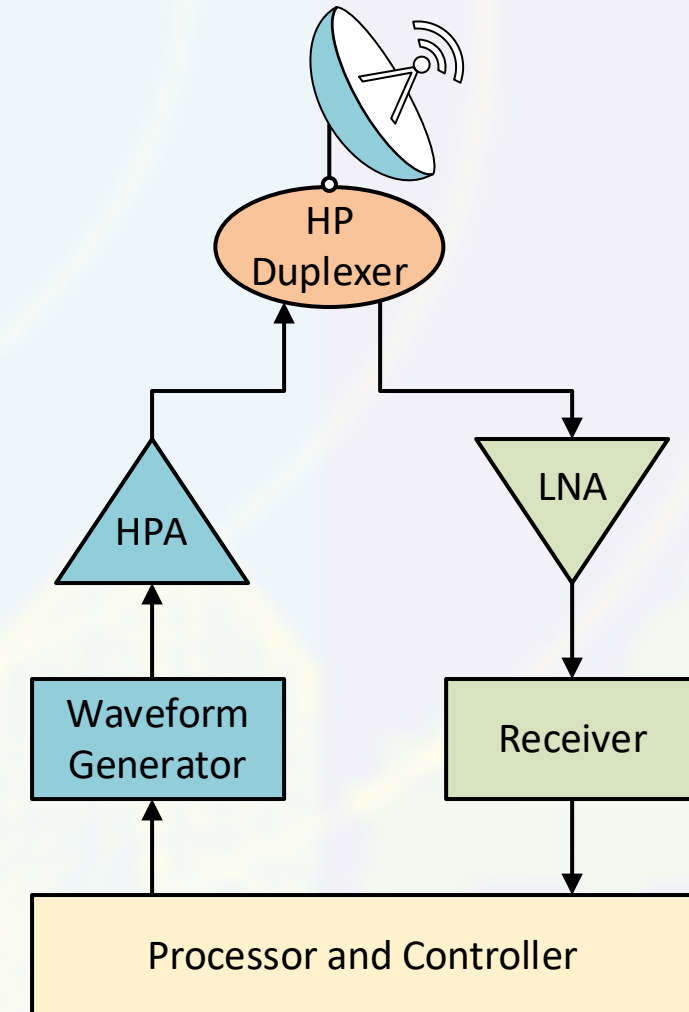 HP
Duplexer
HPA
LNA
Waveform
Generator
Receiver
Processor and Controller